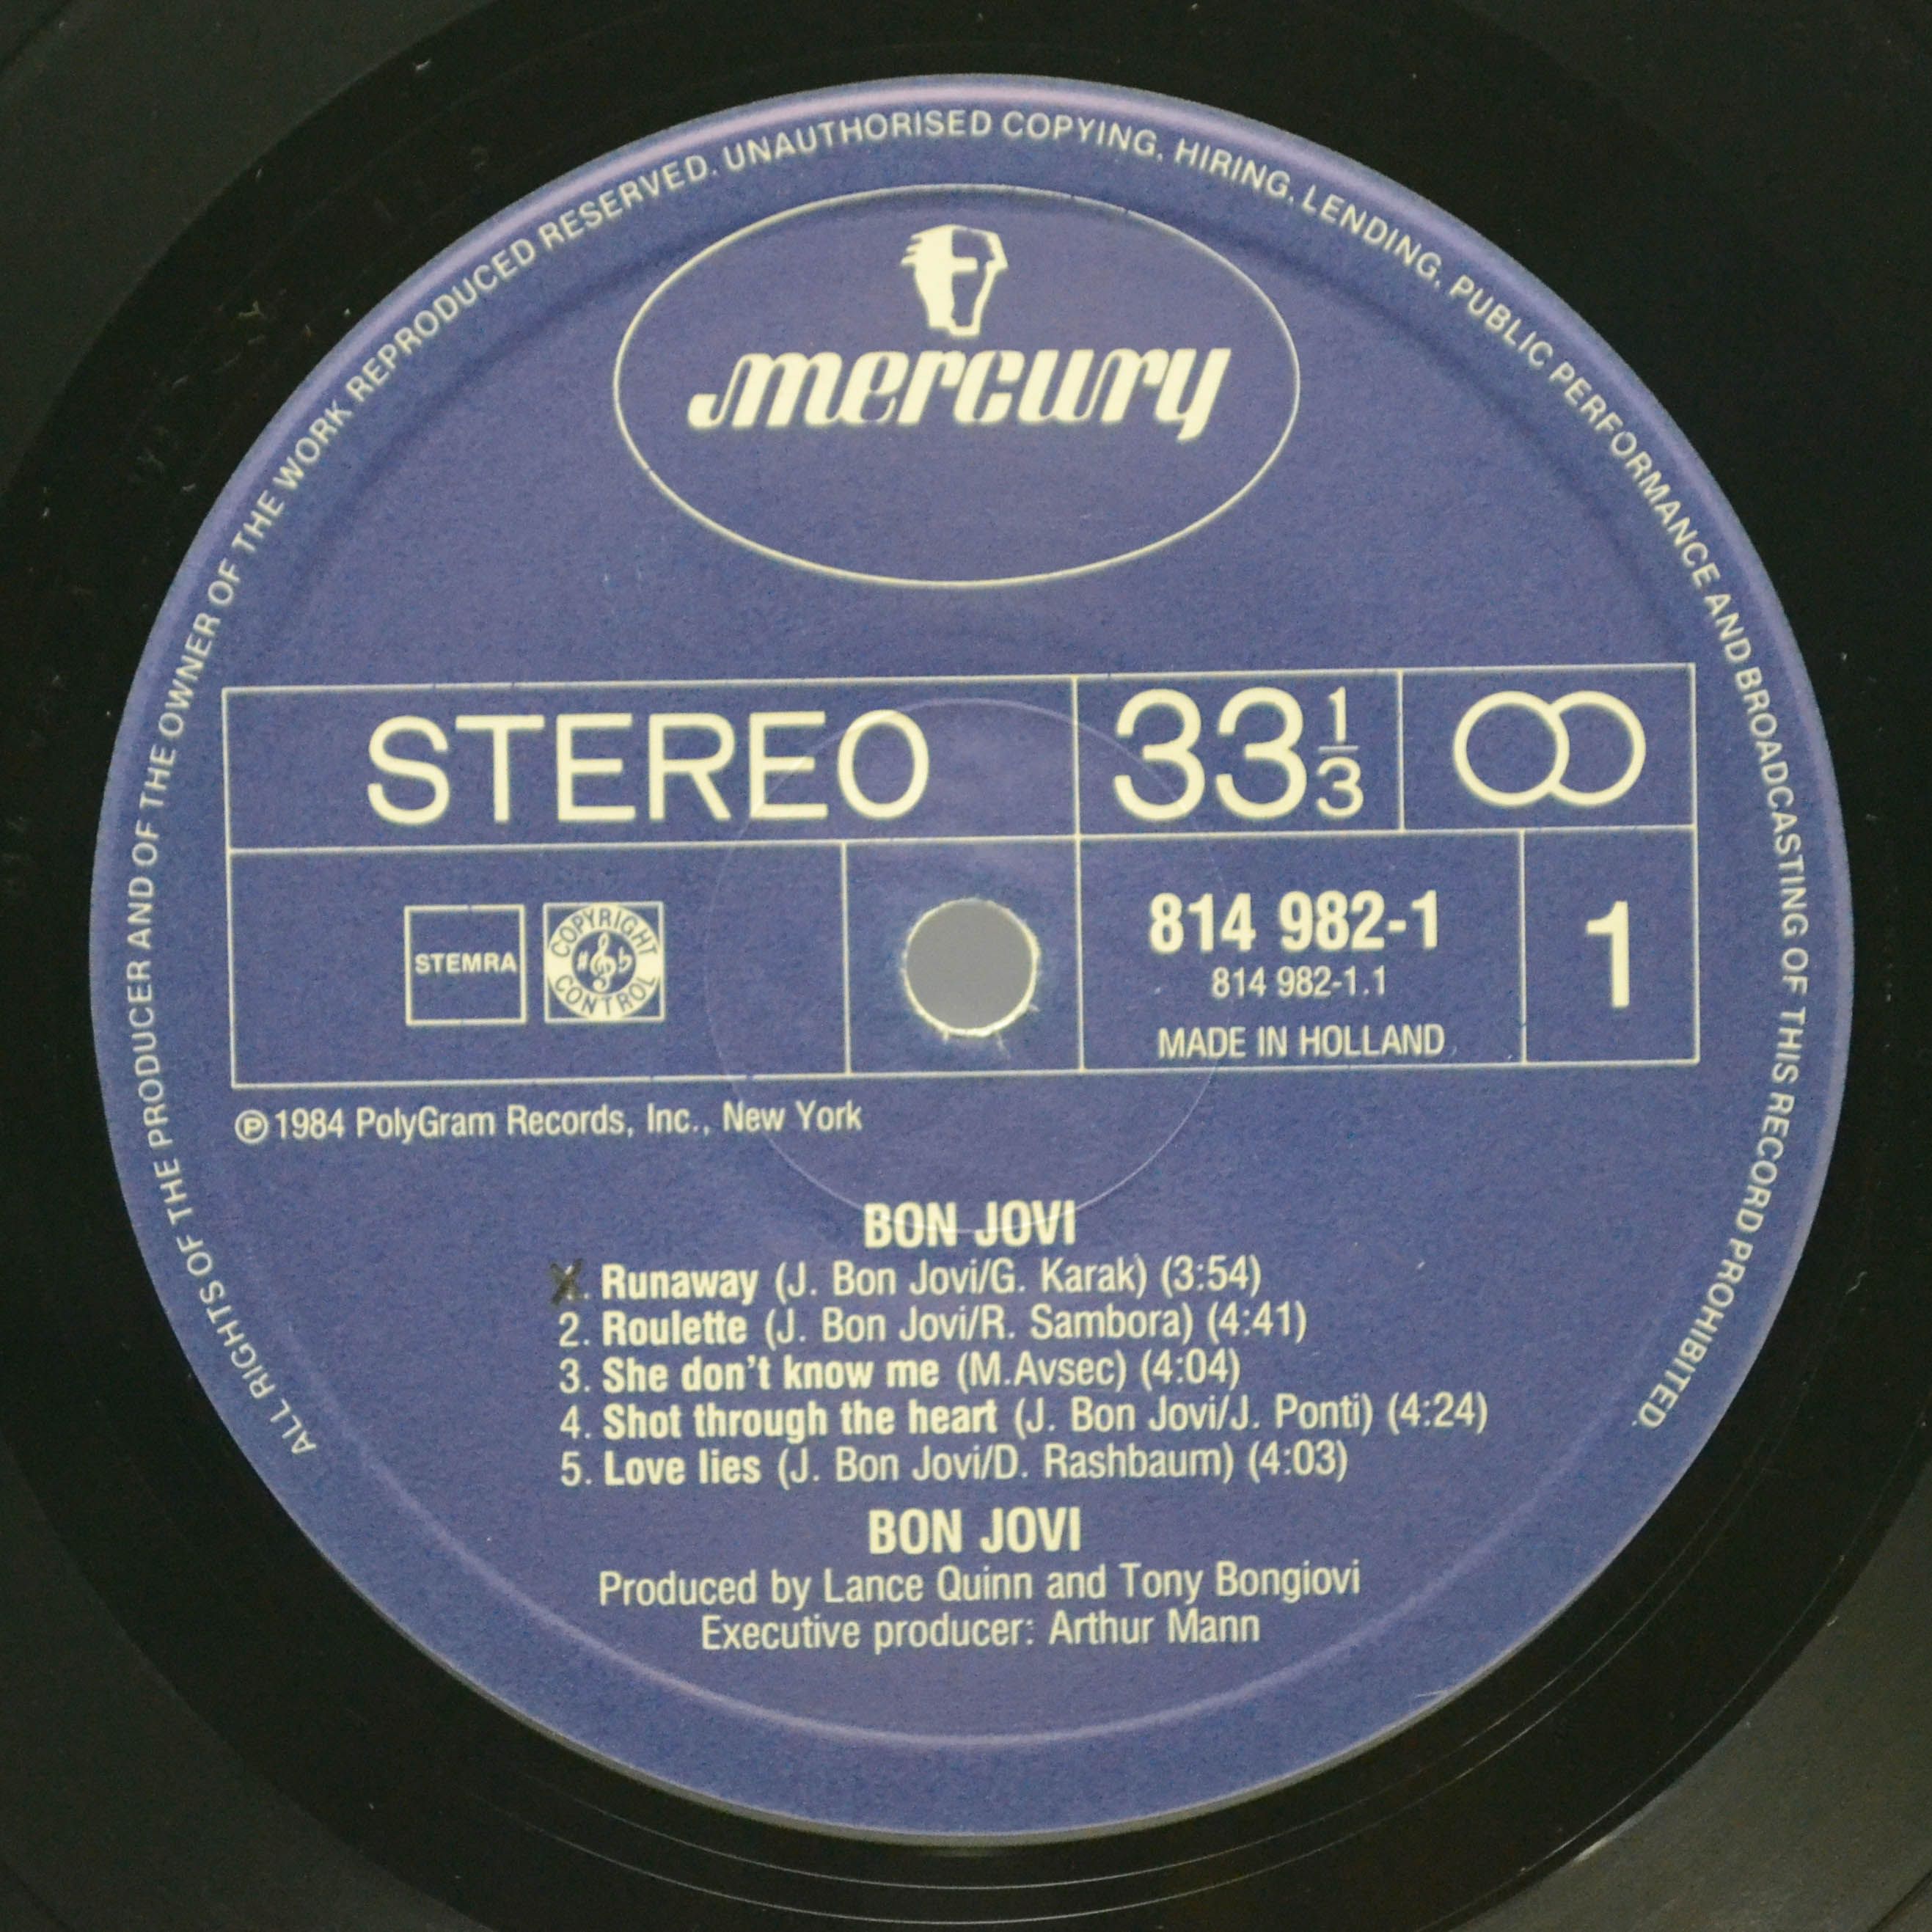 ALL RIGHTS OF THE PRODUCER AND OF THE OWNER OF THE WORK REPRODUCED RESERVED. UNAUTHORISED COPYING, HIRING, LENDING, PUBLIC PERFORMANCE AND BROADCASTING OF THIS RECORD PROHIBITED.
mercury
STEREO
33 1/3
STEMRA
COPYRIGHT CONTROL
814 982-1
814 982-1.1
MADE IN HOLLAND
1
℗ 1984 PolyGram Records, Inc., New York
BON JOVI
1. Runaway (J. Bon Jovi/G. Karak) (3:54)
2. Roulette (J. Bon Jovi/R. Sambora) (4:41)
3. She don't know me (M.Avsec) (4:04)
4. Shot through the heart (J. Bon Jovi/J. Ponti) (4:24)
5. Love lies (J. Bon Jovi/D. Rashbaum) (4:03)
BON JOVI
Produced by Lance Quinn and Tony Bongiovi
Executive producer: Arthur Mann